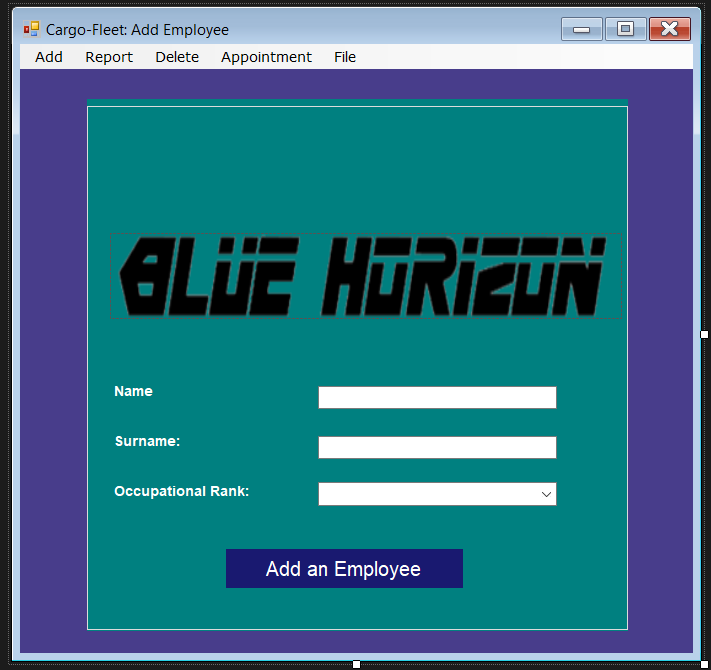 Cargo-Fleet: Add Employee
Add Report Delete Appointment File
BLUE HORIZON
Name
Surname:
Occupational Rank:
Add an Employee